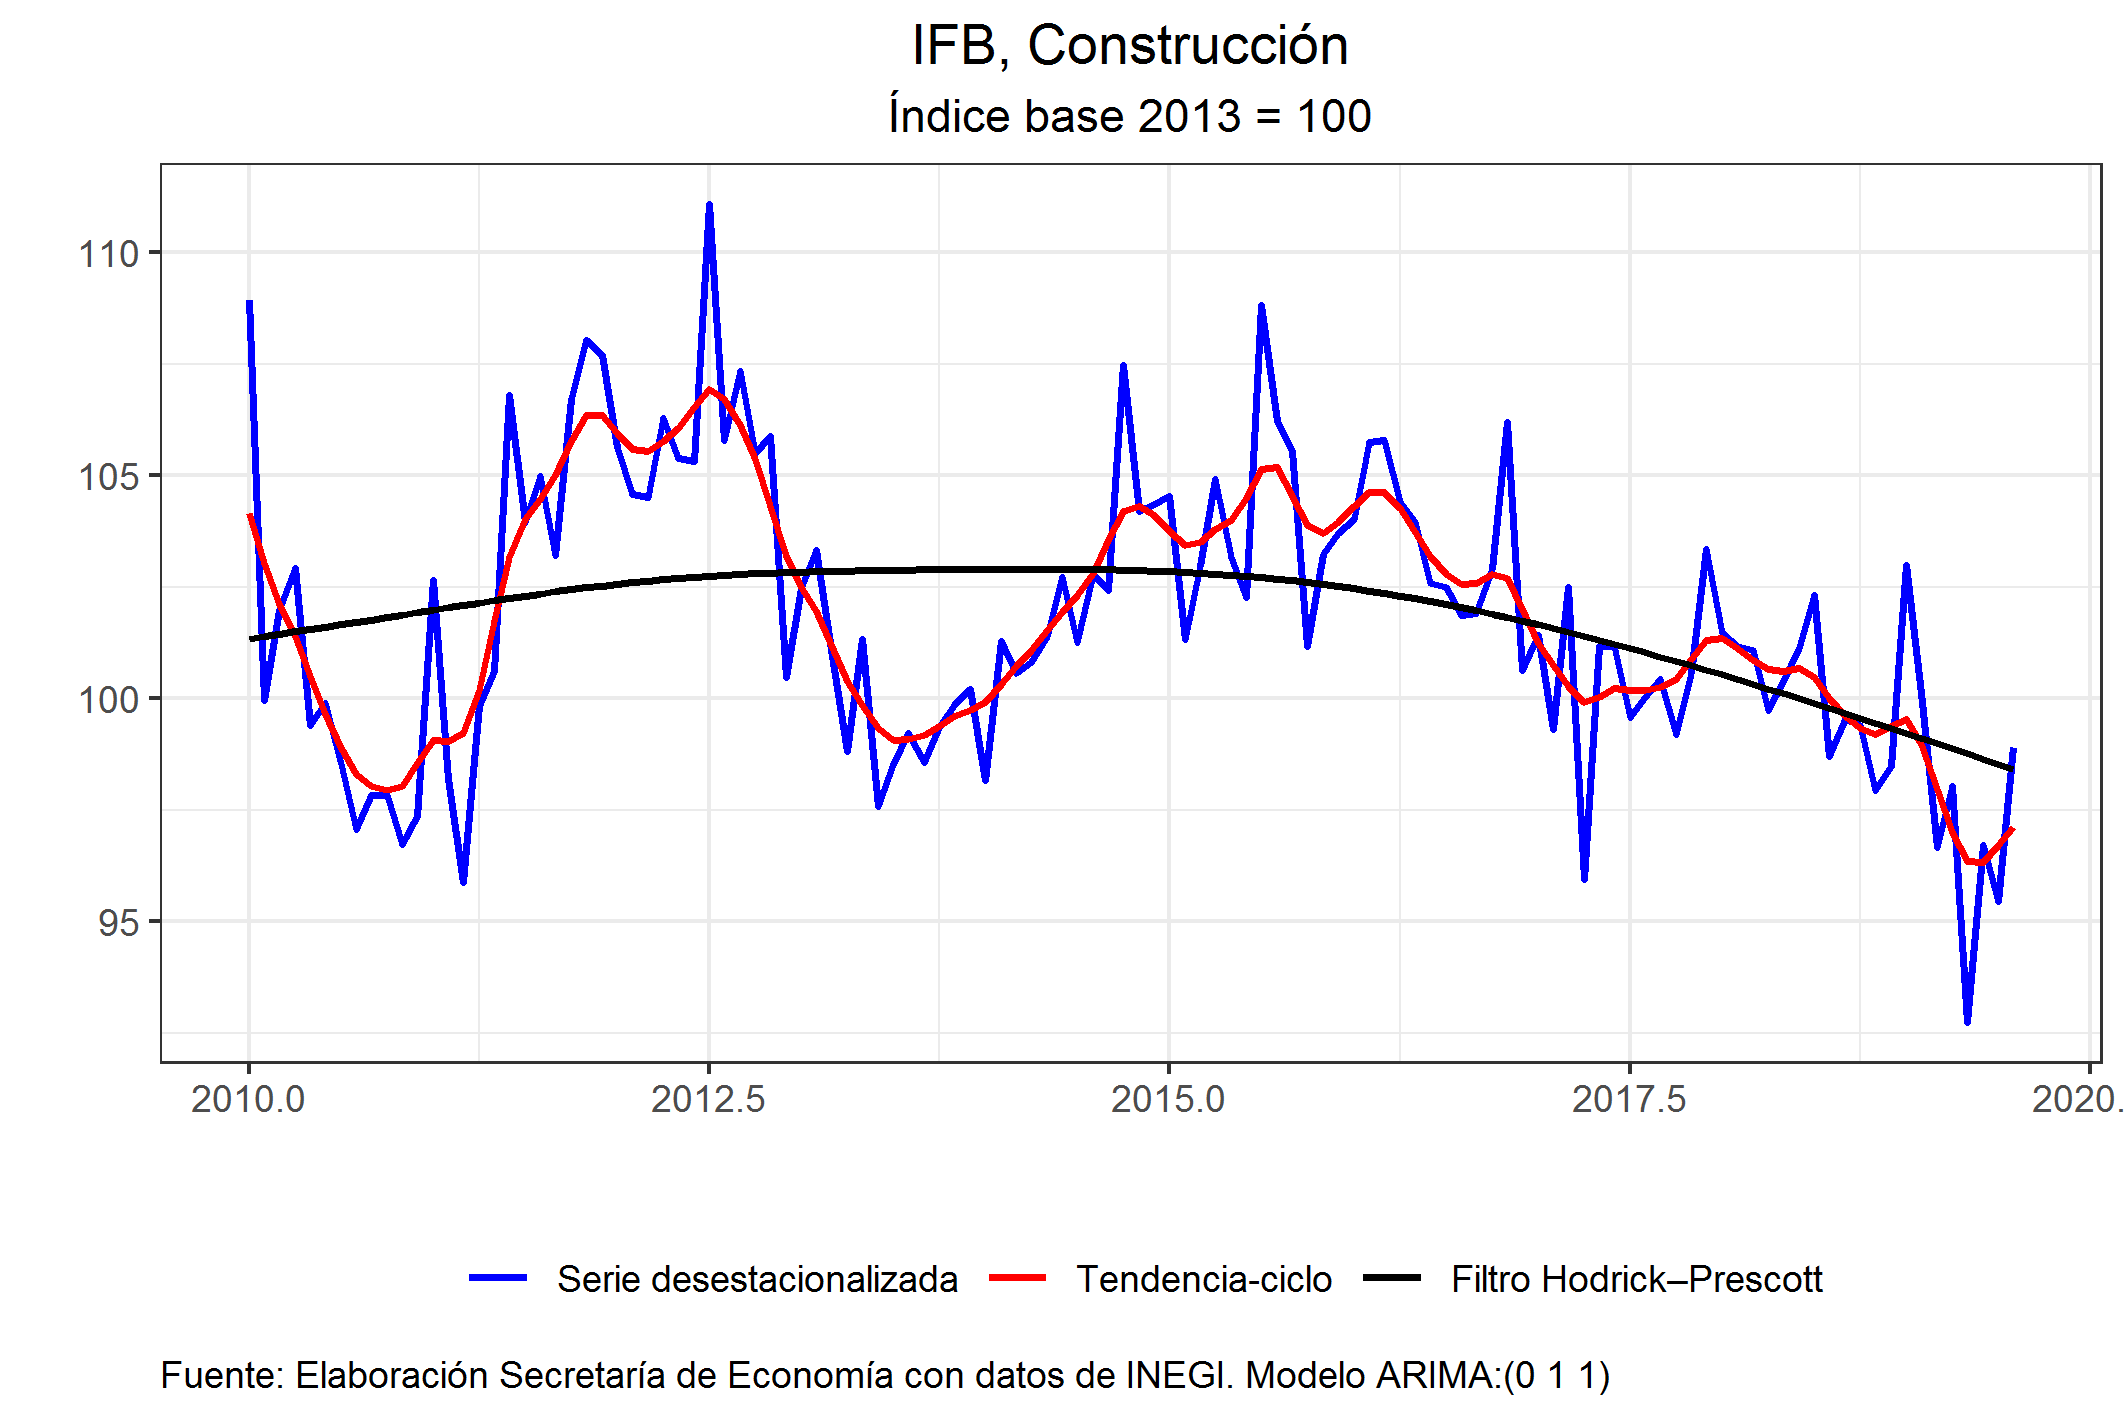 IFB, Construcción
Índice base 2013 = 100
110
105
100
95
2010.0 2012.5 2015.0 2017.5 2020.
Serie desestacionalizada Tendencia-ciclo Filtro Hodrick–Prescott
Fuente: Elaboración Secretaría de Economía con datos de INEGI. Modelo ARIMA:(0 1 1)